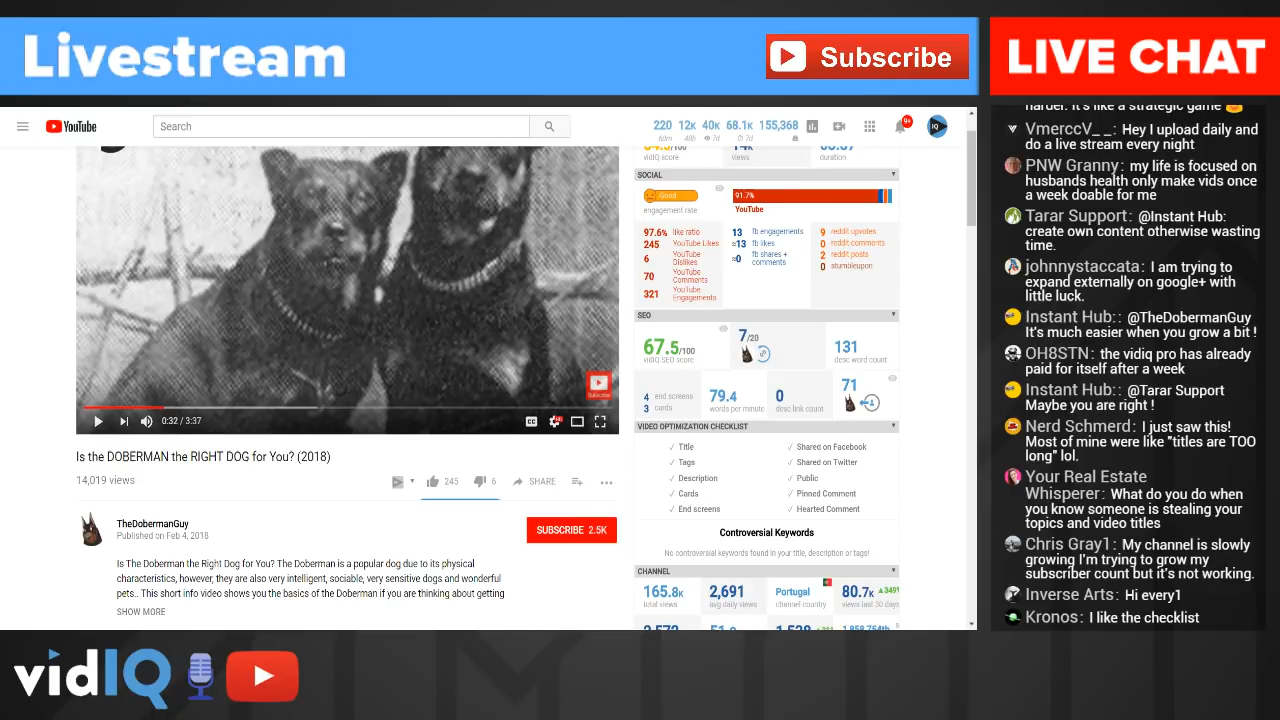 Livestream
Subscribe
LIVE CHAT
YouTube
Search
220 12K 40K 68.1K 155,368
60m 48h 7d 7d
9+
IQ
vidIQ score
views
duration
SOCIAL
Good
engagement rate
91.7%
YouTube
97.6% like ratio
245 YouTube Likes
6 YouTube Dislikes
70 YouTube Comments
321 YouTube Engagements
13 fb engagements
≈13 fb likes
≈0 fb shares + comments
9 reddit upvotes
0 reddit comments
2 reddit posts
0 stumbleupon
SEO
67.5/100
vidIQ SEO score
7/20
131
desc word count
4 end screens
3 cards
79.4
words per minute
0
desc link count
71
VIDEO OPTIMIZATION CHECKLIST
✓ Title
✓ Shared on Facebook
✓ Tags
✓ Shared on Twitter
✓ Description
✓ Public
✓ Cards
✓ Pinned Comment
✓ End screens
✓ Hearted Comment
Controversial Keywords
No controversial keywords found in your title, description or tags!
CHANNEL
165.8K
total views
2,691
avg daily views
Portugal
channel country
80.7K
views last 30 days
Subscribe
0:32 / 3:37
CC
HD
Is the DOBERMAN the RIGHT DOG for You? (2018)
14,019 views
245
6
SHARE
TheDobermanGuy
Published on Feb 4, 2018
SUBSCRIBE 2.5K
Is The Doberman the Right Dog for You? The Doberman is a popular dog due to its physical
characteristics, however, they are also very intelligent, sociable, very sensitive dogs and wonderful
pets.. This short info video shows you the basics of the Doberman if you are thinking about getting
SHOW MORE
harder. It's like a strategic game
VmerccV_ _: Hey I upload daily and
do a live stream every night
PNW Granny: my life is focused on
husbands health only make vids once
a week doable for me
Tarar Support: @Instant Hub:
create own content otherwise wasting
time.
johnnystaccata: I am trying to
expand externally on google+ with
little luck.
Instant Hub:: @TheDobermanGuy
It's much easier when you grow a bit !
OH8STN: the vidiq pro has already
paid for itself after a week
Instant Hub:: @Tarar Support
Maybe you are right !
Nerd Schmerd: I just saw this!
Most of mine were like "titles are TOO
long" lol.
Your Real Estate
Whisperer: What do you do when
you know someone is stealing your
topics and video titles
Chris Gray1: My channel is slowly
growing I'm trying to grow my
subscriber count but it's not working.
Inverse Arts: Hi every1
Kronos: I like the checklist
vidIQ